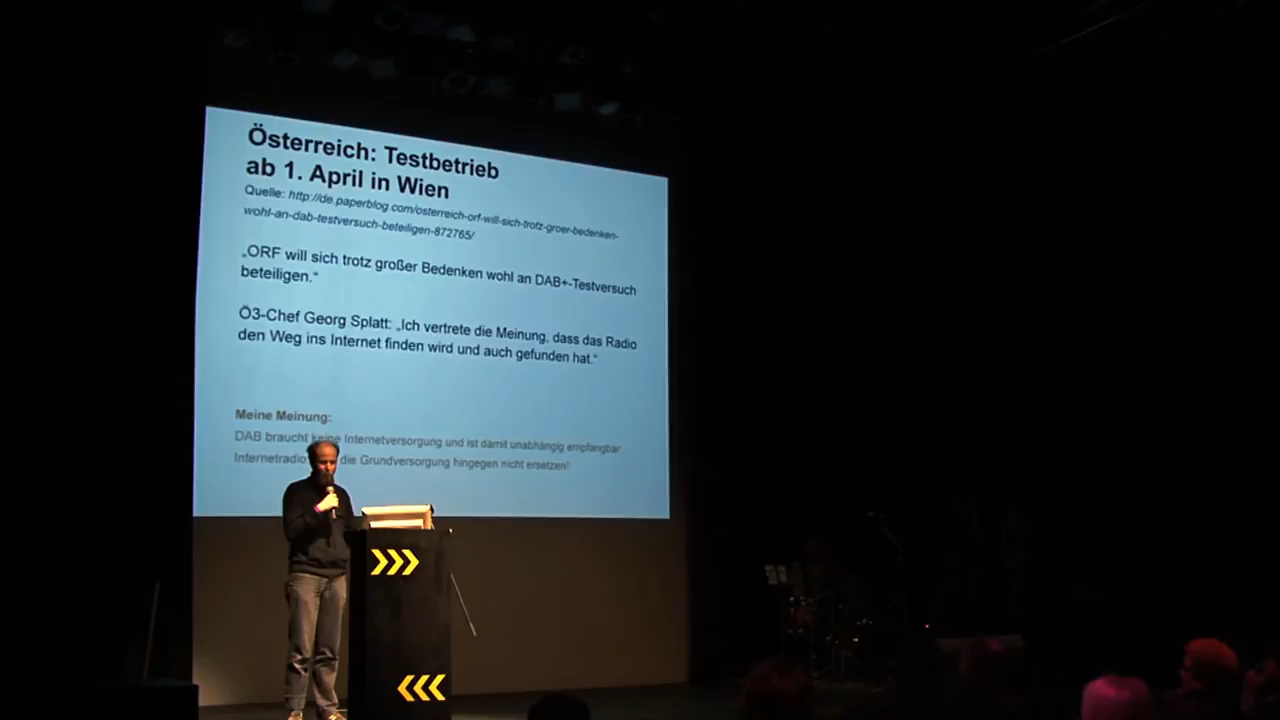 Österreich: Testbetrieb
ab 1. April in Wien
Quelle: http://de.paperblog.com/osterreich-orf-will-sich-trotz-groer-bedenken-
wohl-an-dab-testversuch-beteiligen-872765/
„ORF will sich trotz großer Bedenken wohl an DAB+-Testversuch
beteiligen.“
Ö3-Chef Georg Splatt: „Ich vertrete die Meinung, dass das Radio
den Weg ins Internet finden wird und auch gefunden hat.“
Meine Meinung:
DAB braucht keine Internetversorgung und ist damit unabhängig empfangbar.
Internetradio die Grundversorgung hingegen nicht ersetzen!